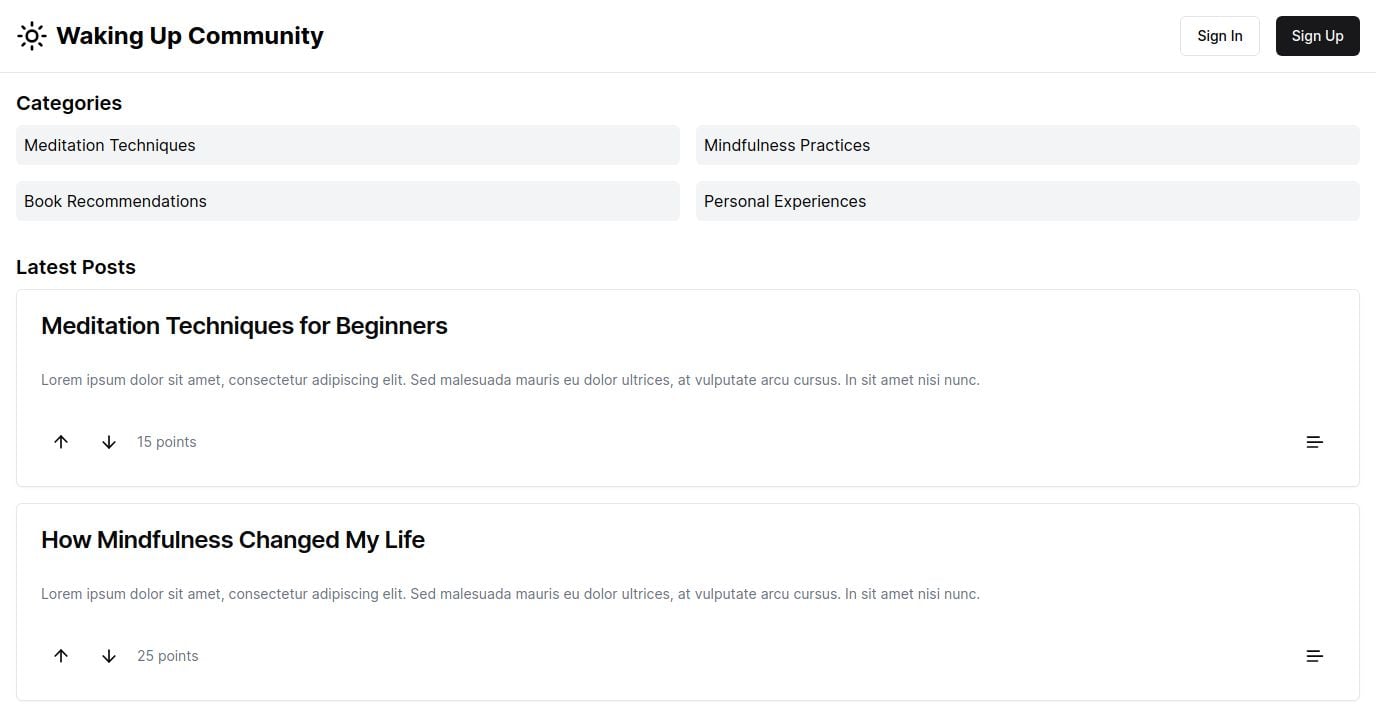 Waking Up Community
Sign In
Sign Up
Categories
Meditation Techniques
Mindfulness Practices
Book Recommendations
Personal Experiences
Latest Posts
Meditation Techniques for Beginners
Lorem ipsum dolor sit amet, consectetur adipiscing elit. Sed malesuada mauris eu dolor ultrices, at vulputate arcu cursus. In sit amet nisi nunc.
15 points
How Mindfulness Changed My Life
Lorem ipsum dolor sit amet, consectetur adipiscing elit. Sed malesuada mauris eu dolor ultrices, at vulputate arcu cursus. In sit amet nisi nunc.
25 points